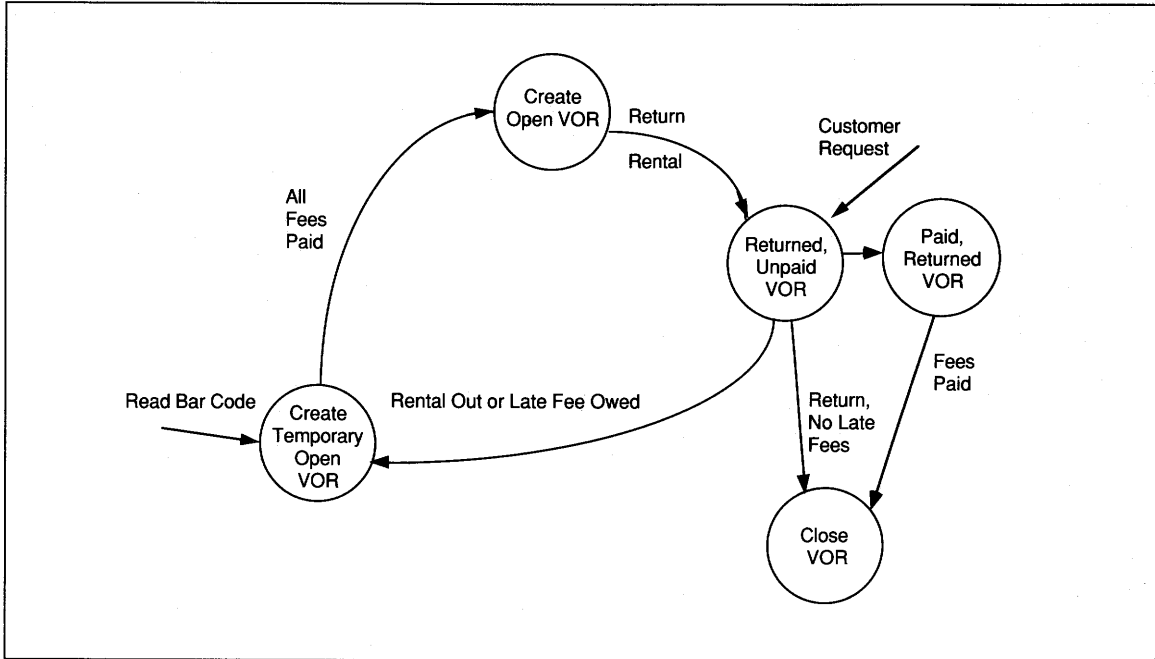 Create
Open VOR
Return
Rental
Customer
Request
All
Fees
Paid
Returned,
Unpaid
VOR
Paid,
Returned
VOR
Read Bar Code
Create
Temporary
Open
VOR
Rental Out or Late Fee Owed
Return,
No Late
Fees
Fees
Paid
Close
VOR